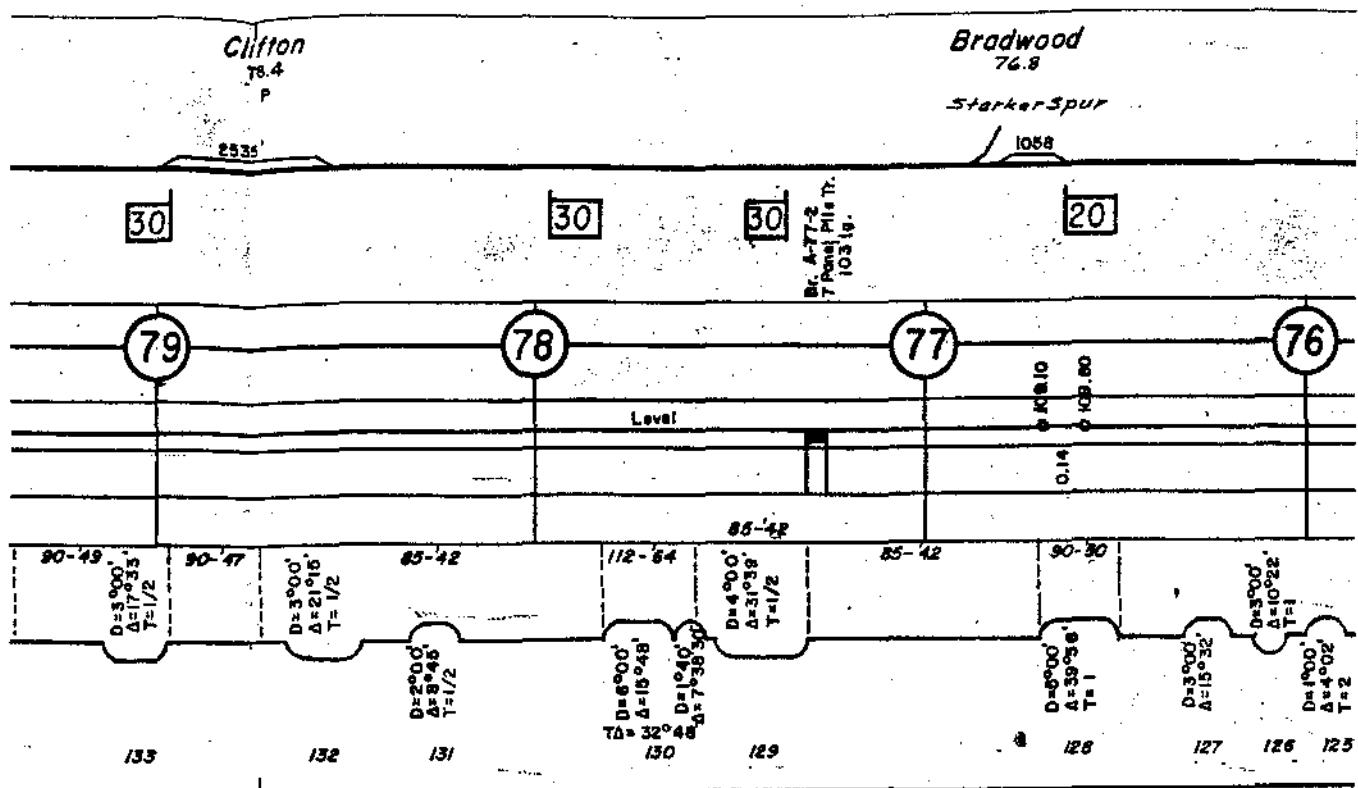 Clifton
78.4
P
Bradwood
76.8
Starker Spur
2535'
1058
30
30
30
20
Br. A-77-2
7 Panel Pile Tr.
103 lg.
79
78
77
76
109.10
109.60
Level
0.14
85-'42
90-'49
90-'47
85-'42
112-'54
85-'42
90-'30
D=3°00'
Δ=17°33'
T=1/2
D=3°00'
Δ=21°15'
T=1/2
D=2°00'
Δ=8°45'
T=1/2
D=6°00'
Δ=15°48'
D=1°40'
Δ=7°38'30"
TΔ=32°48'
D=4°00'
Δ=31°39'
T=1/2
D=5°00'
Δ=39°56'
T=1
D=3°00'
Δ=15°32'
D=3°00'
Δ=10°22'
T=1
D=1°00'
Δ=4°02'
T=2
133
132
131
130
129
128
127
126
125